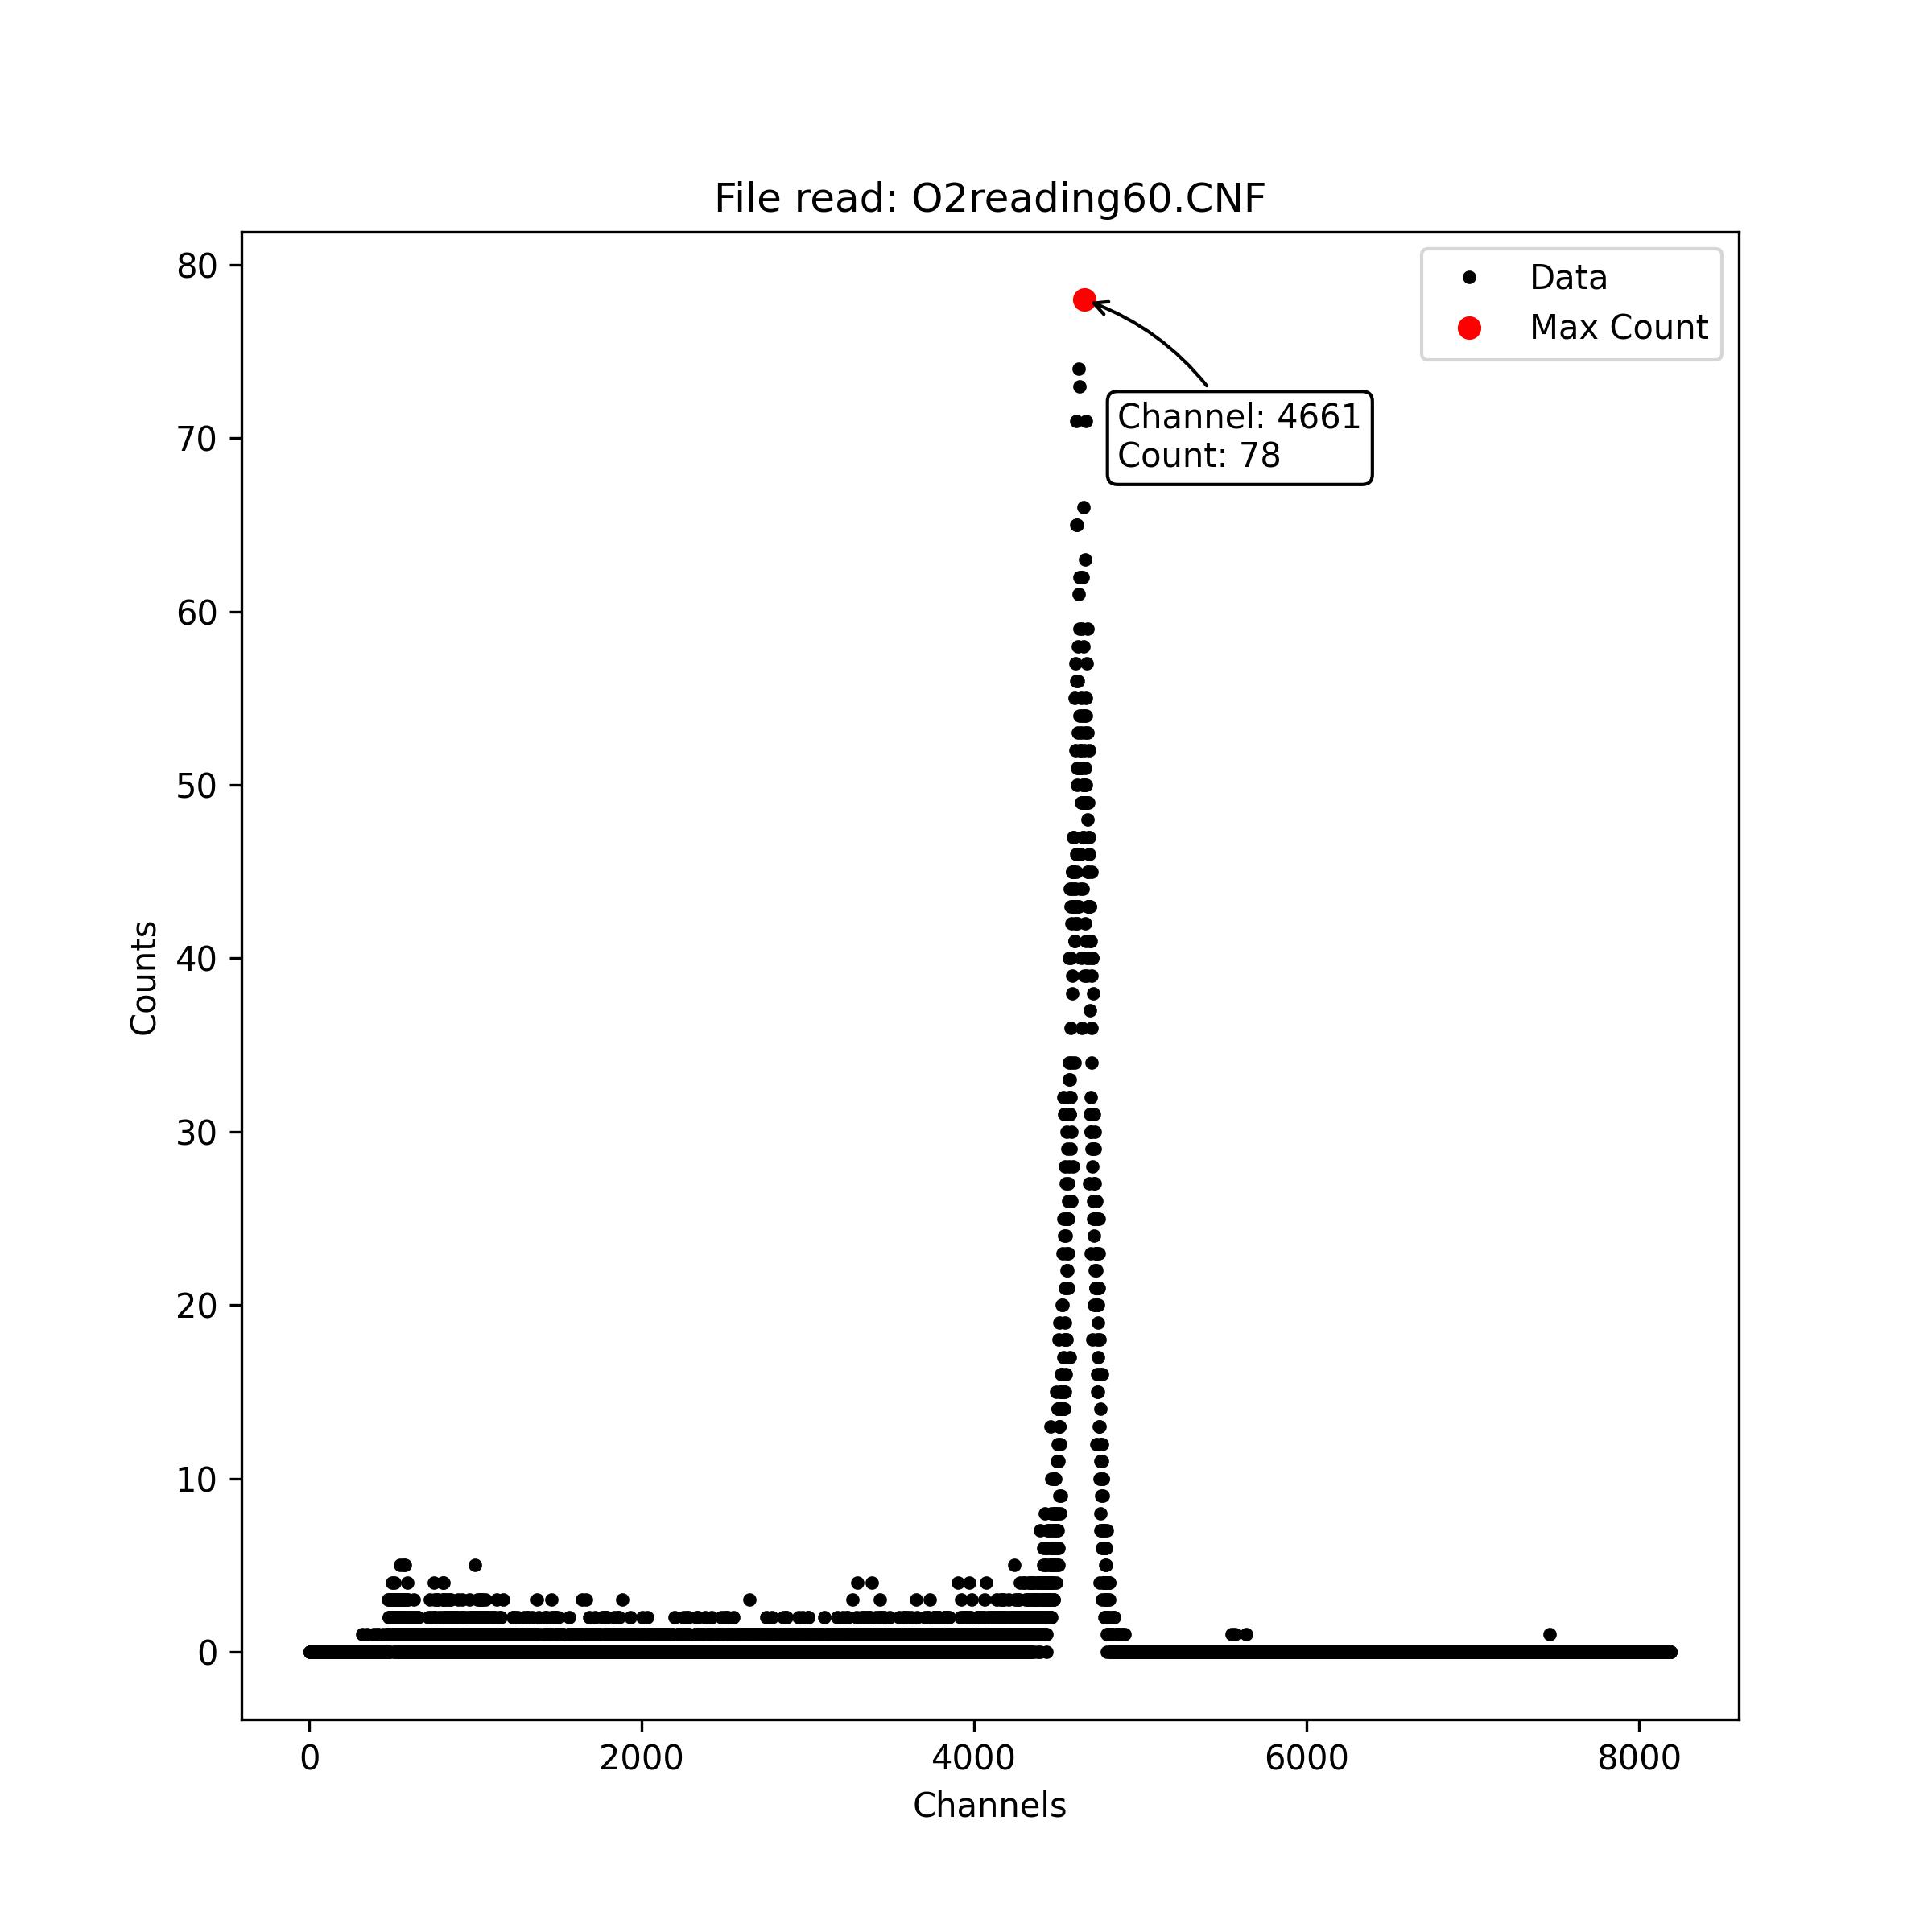 File read: O2reading60.CNF
80
70
60
50
40
30
20
10
0
Counts
Data
Max Count
Channel: 4661
Count: 78
0 2000 4000 6000 8000
Channels